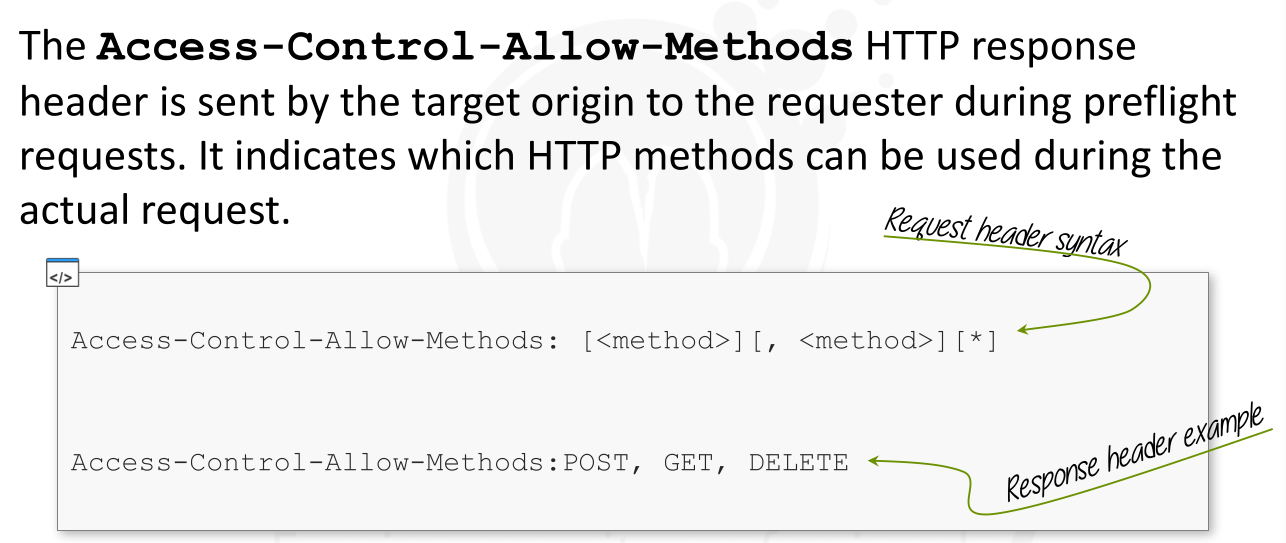 The Access-Control-Allow-Methods HTTP response
header is sent by the target origin to the requester during preflight
requests. It indicates which HTTP methods can be used during the
actual request.
Request header syntax
</>
Access-Control-Allow-Methods: [<method>][, <method>][*]
Access-Control-Allow-Methods:POST, GET, DELETE
Response header example